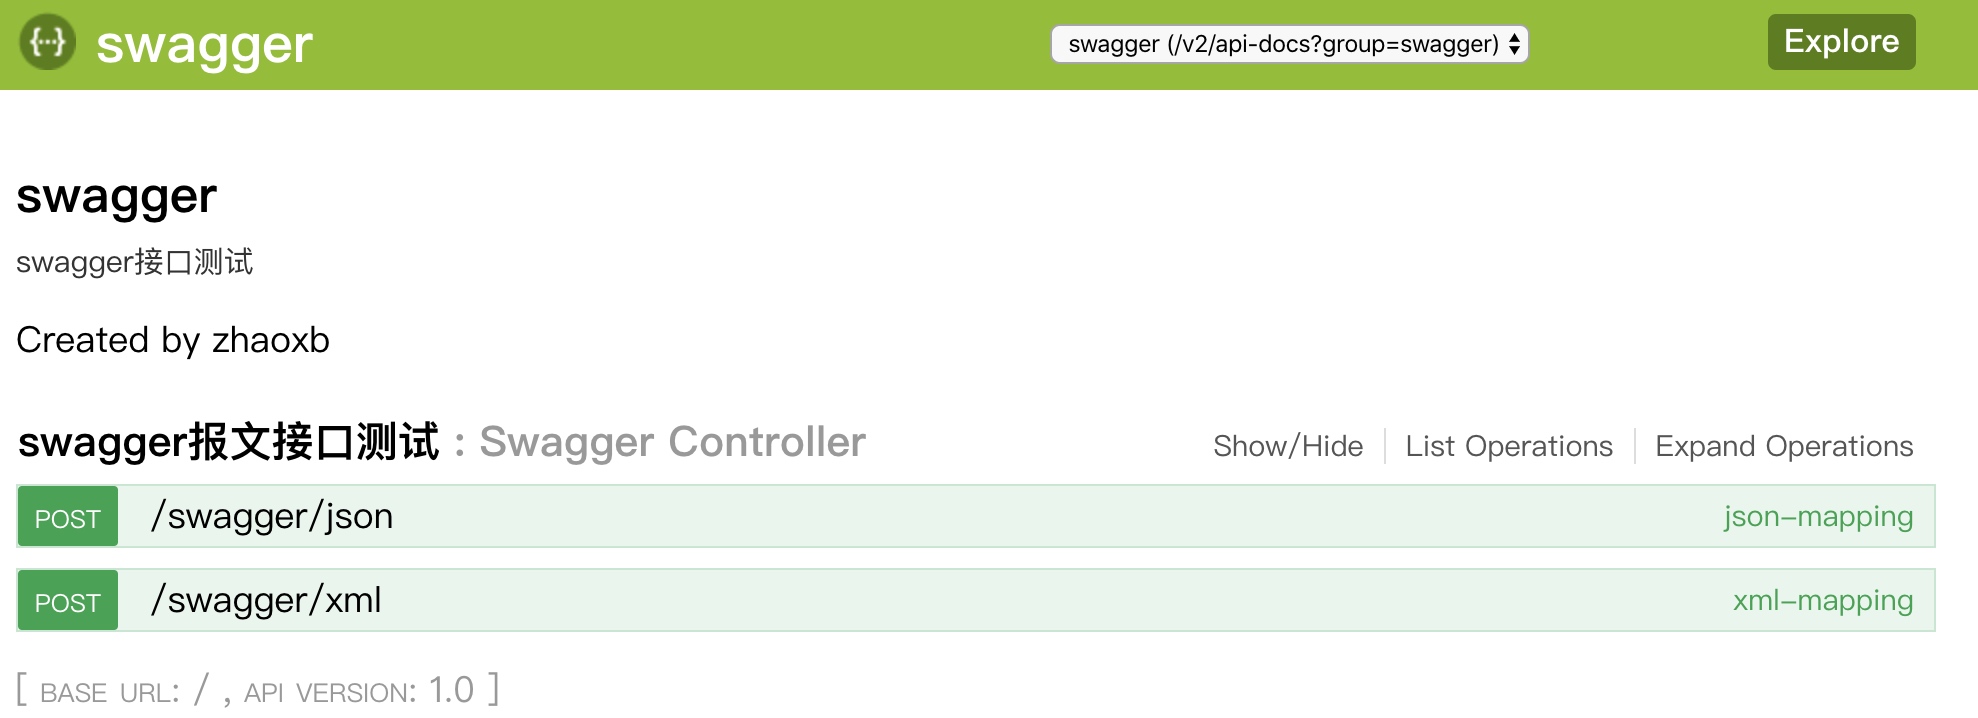 {···} swagger swagger (/v2/api-docs?group=swagger) Explore
swagger
swagger接口测试
Created by zhaoxb
swagger报文接口测试 : Swagger Controller Show/Hide List Operations Expand Operations
POST /swagger/json json-mapping
POST /swagger/xml xml-mapping
[ BASE URL: / , API VERSION: 1.0 ]